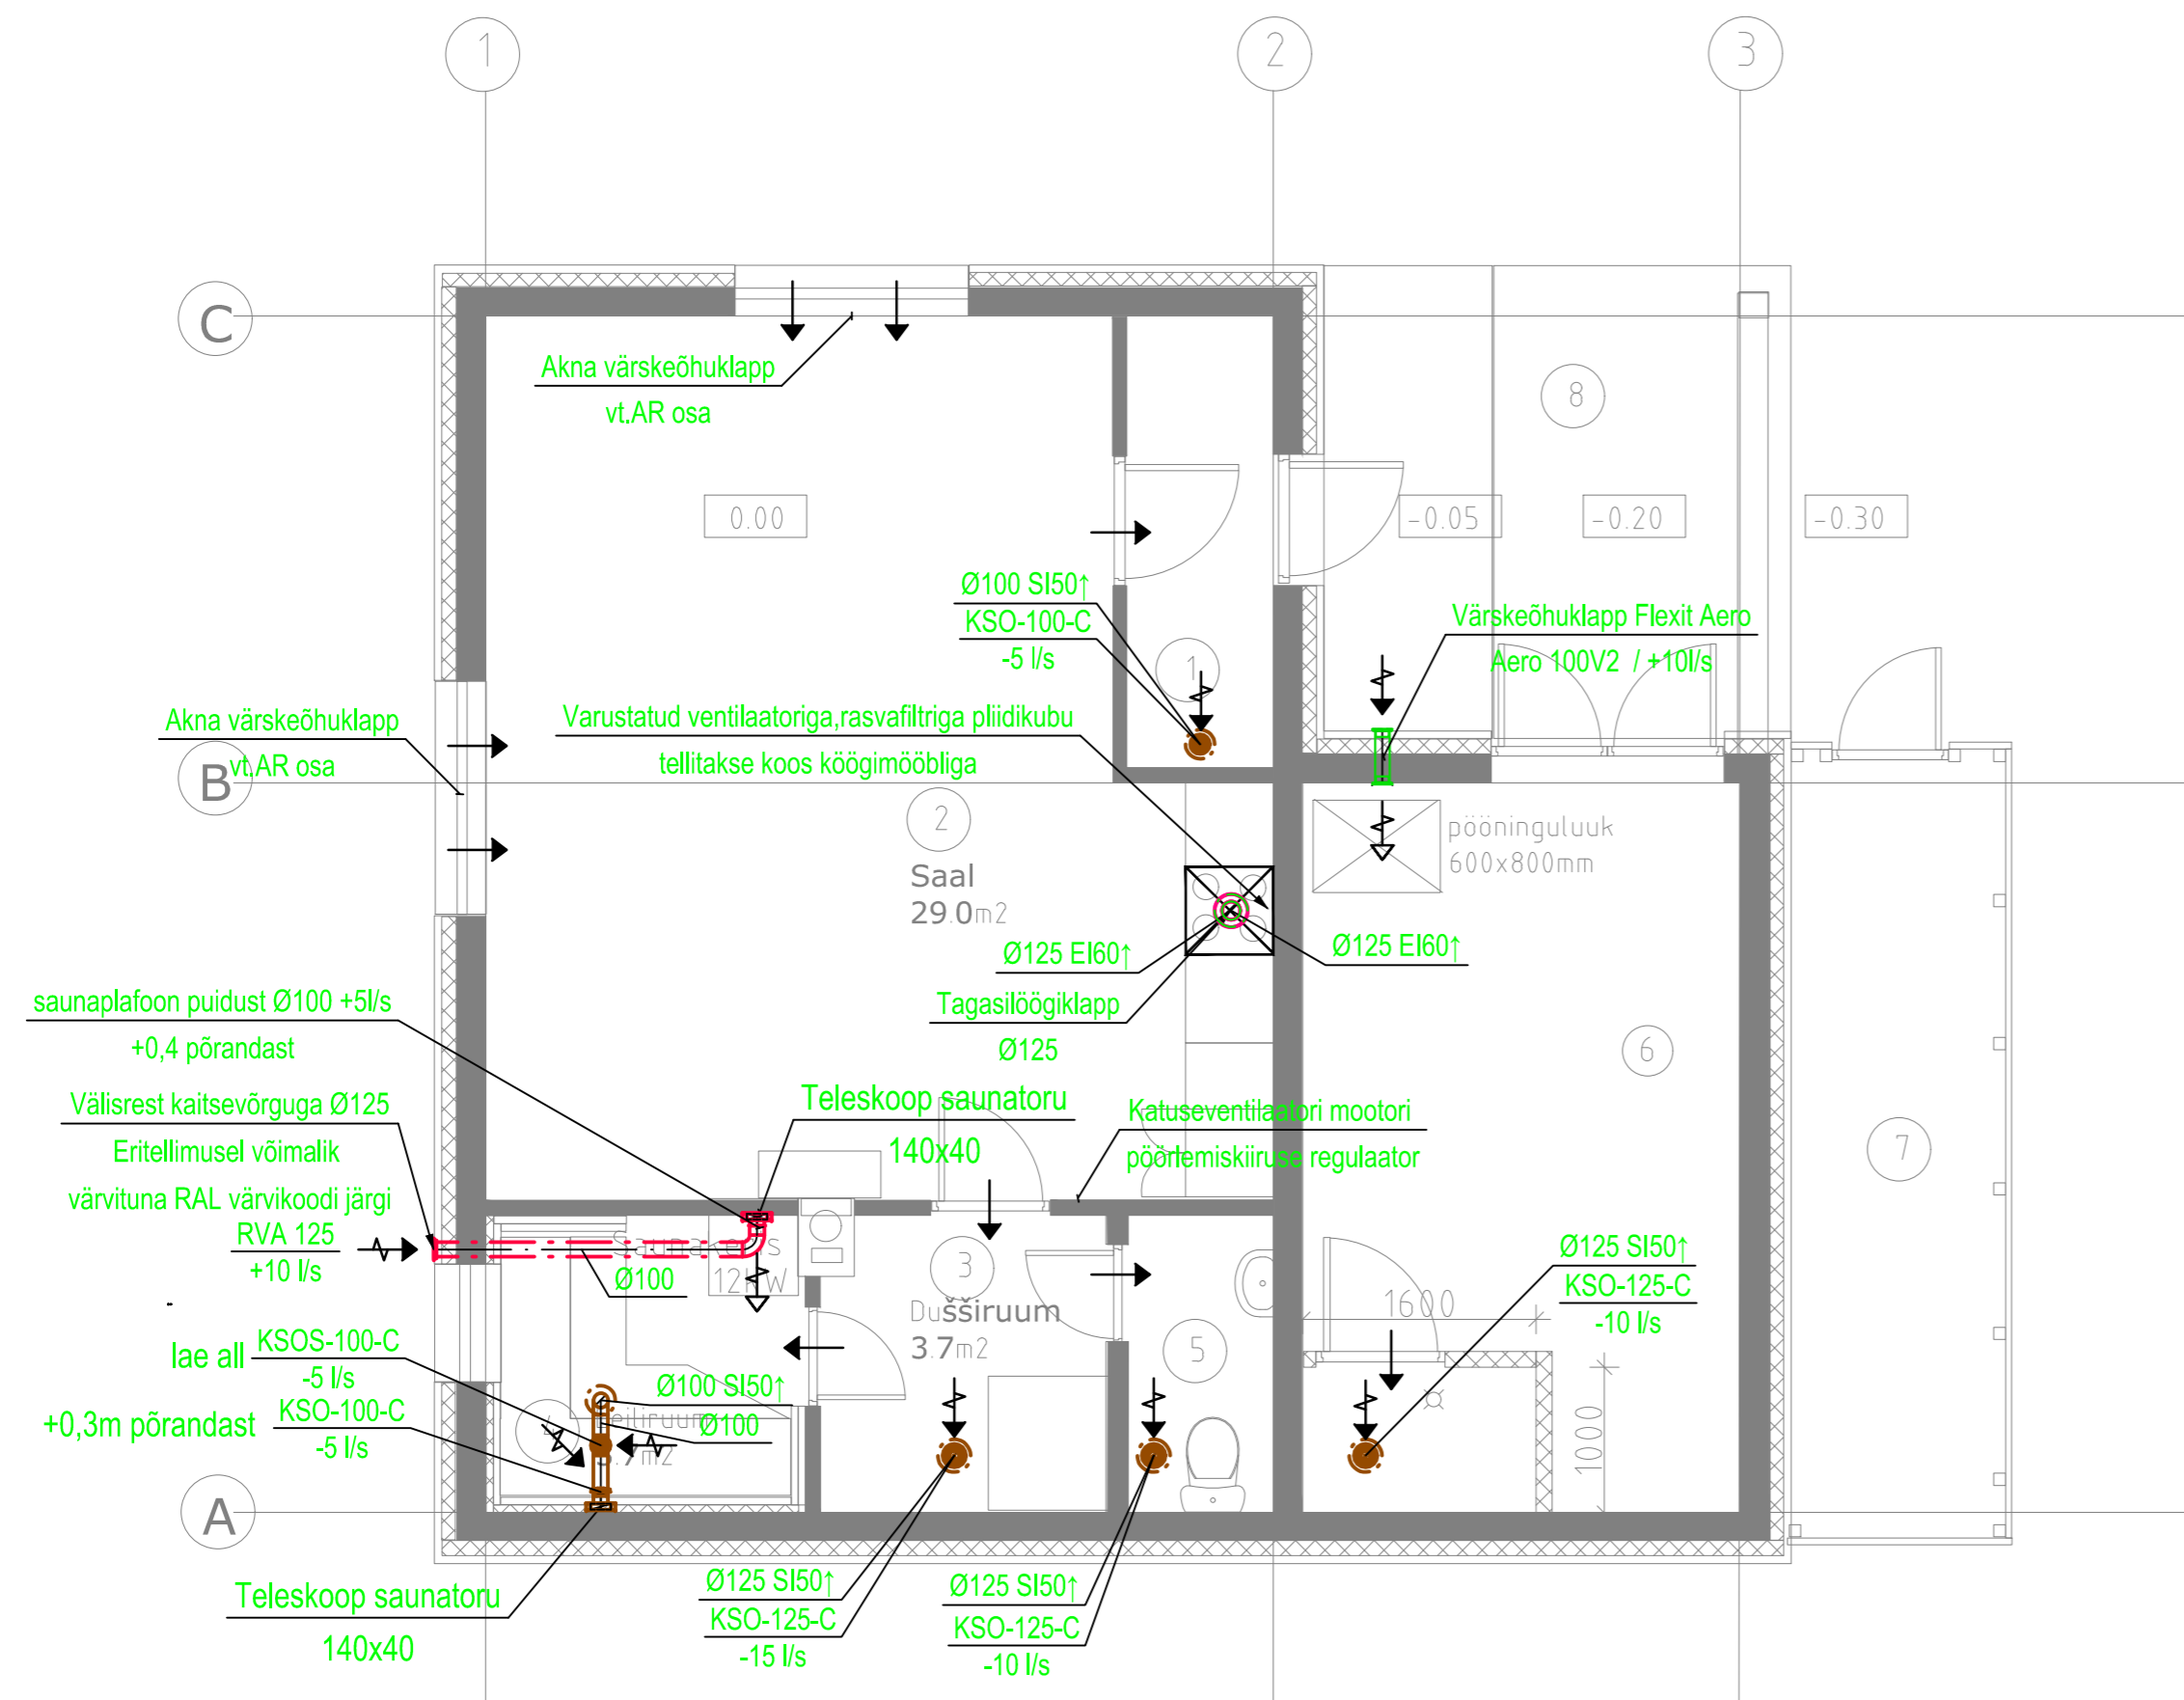 1
2
3
C
8
Akna värskeõhuklapp
vt.AR osa
0.00
-0.05
-0.20
-0.30
Ø100 SI50↑
KSO-100-C
-5 l/s
1
Värskeõhuklapp Flexit Aero
Aero 100V2 / +10l/s
Akna värskeõhuklapp
vt.AR osa
B
Varustatud ventilaatoriga,rasvafiltriga pliidikubu
tellitakse koos köögimööbliga
2
Saal
29.0m2
pööninguluuk
600x800mm
Ø125 EI60↑
Ø125 EI60↑
Tagasilöögiklapp
Ø125
6
7
saunaplafoon puidust Ø100 +5l/s
+0,4 põrandast
Välisrest kaitsevõrguga Ø125
Eritellimusel võimalik
värvituna RAL värvikoodi järgi
RVA 125
+10 l/s
Teleskoop saunatoru
140x40
Katuseventilaatori mootori
pöörlemiskiiruse regulaator
Ø100
12KW
3
Dušširuum
3.7m2
5
1600
1000
Ø125 SI50↑
KSO-125-C
-10 l/s
lae all
KSOS-100-C
-5 l/s
+0,3m põrandast
KSO-100-C
-5 l/s
Ø100 SI50↑
Ø100
4
A
Teleskoop saunatoru
140x40
Ø125 SI50↑
KSO-125-C
-15 l/s
Ø125 SI50↑
KSO-125-C
-10 l/s